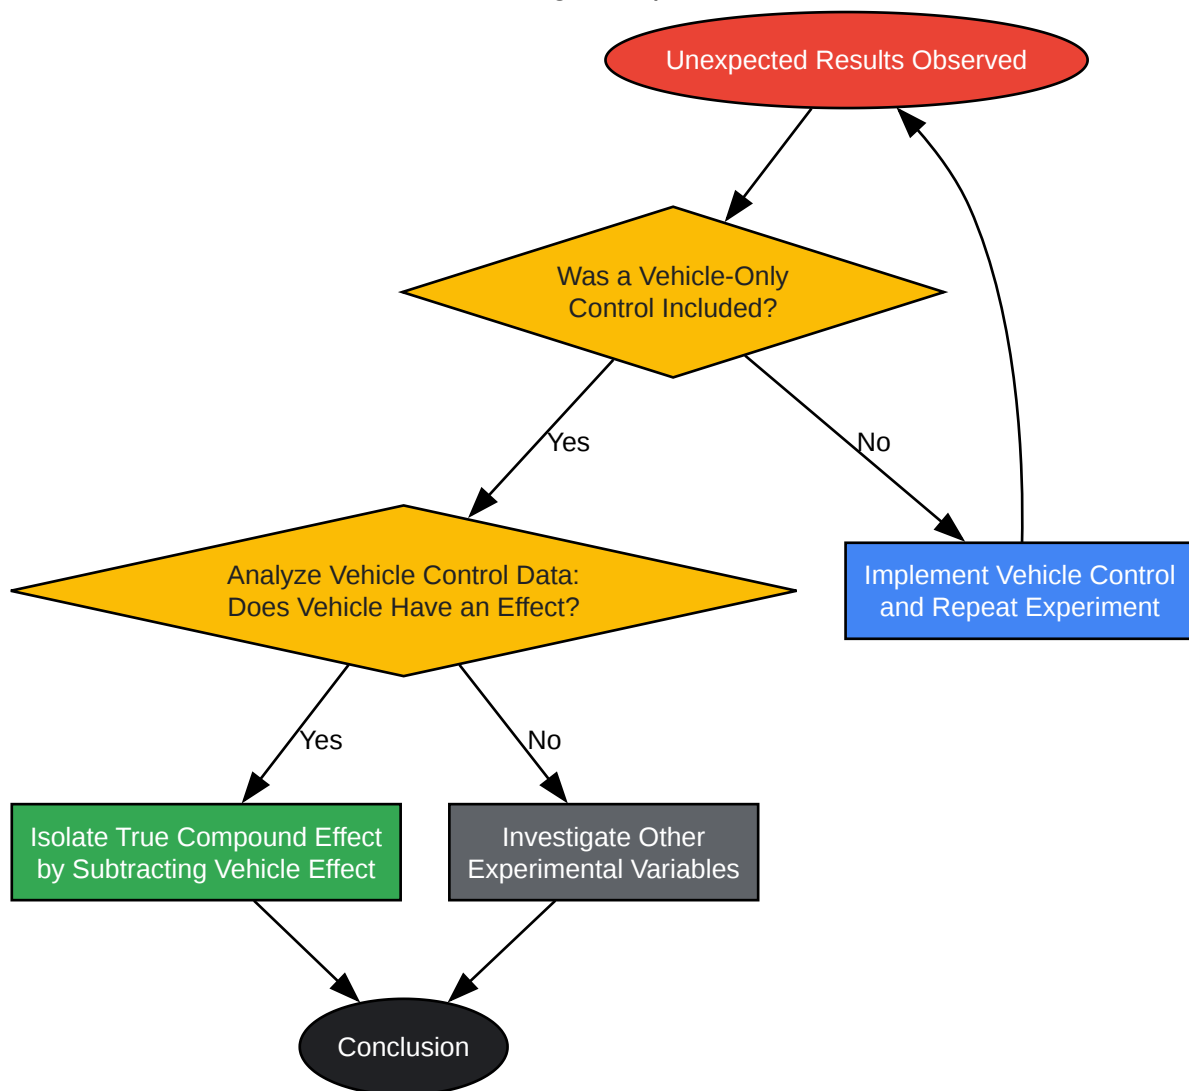 Unexpected Results Observed
Was a Vehicle-Only
Control Included?
Yes
No
Analyze Vehicle Control Data:
Does Vehicle Have an Effect?
Implement Vehicle Control
and Repeat Experiment
Yes
No
Isolate True Compound Effect
by Subtracting Vehicle Effect
Investigate Other
Experimental Variables
Conclusion